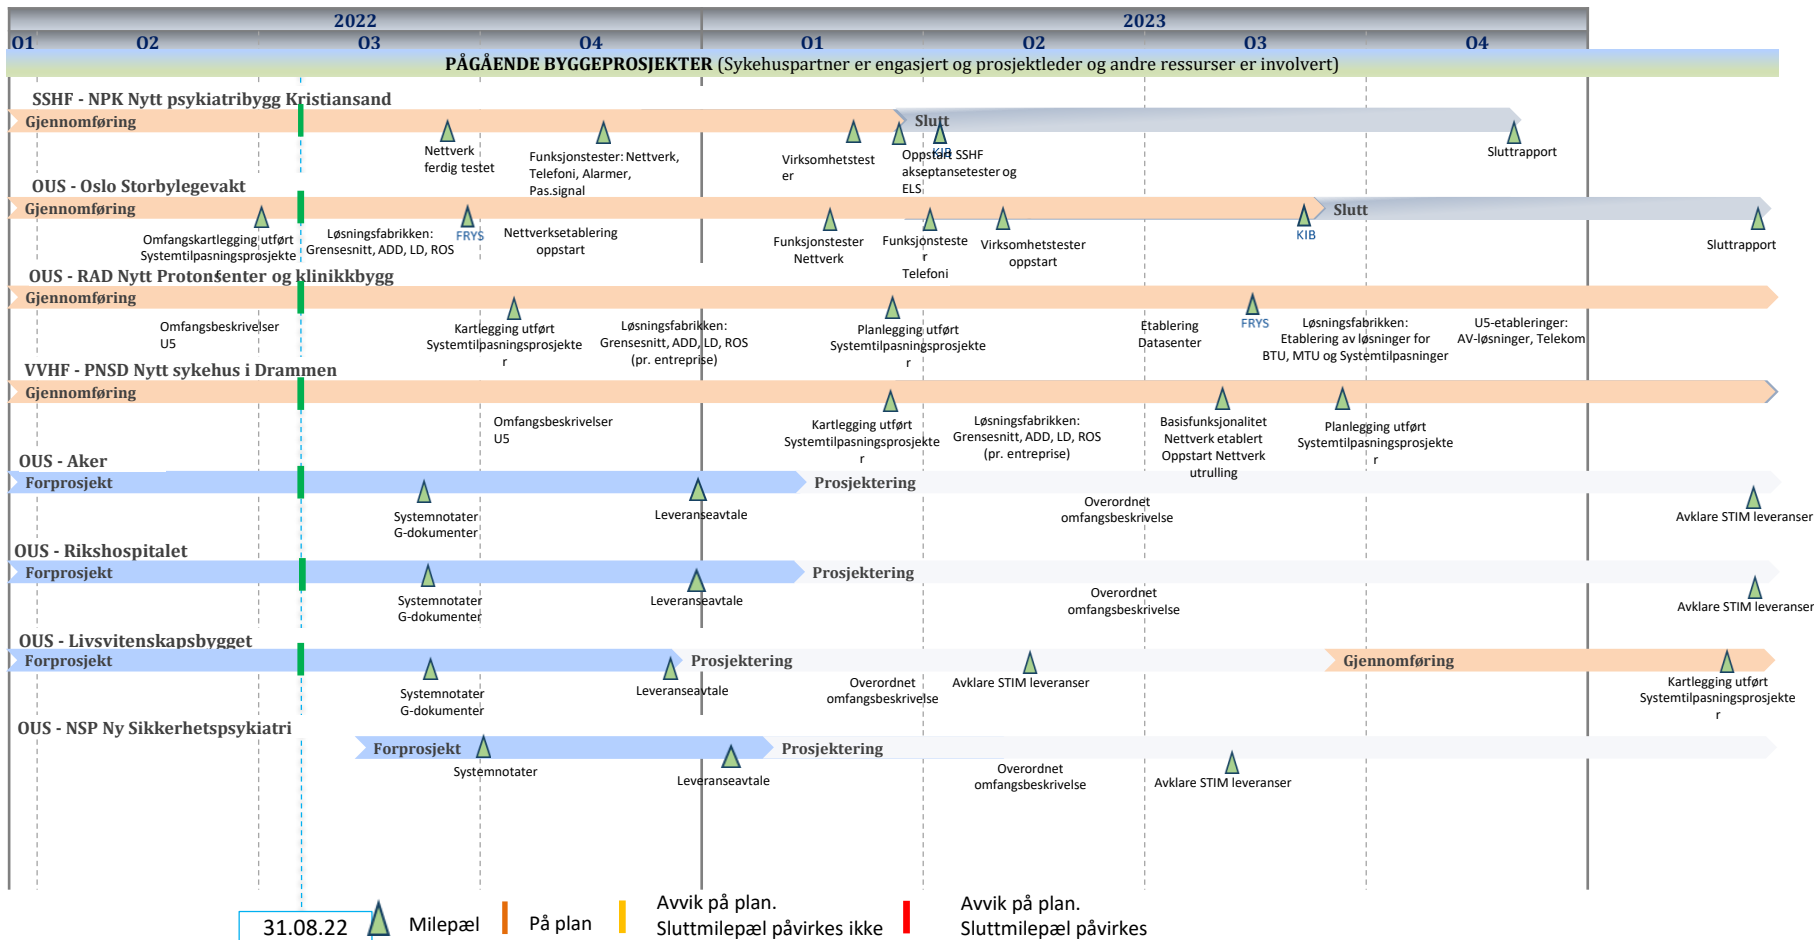 2022
2023
Q1
Q2
Q3
Q4
Q1
Q2
Q3
Q4
PÅGÅENDE BYGGEPROSJEKTER (Sykehuspartner er engasjert og prosjektleder og andre ressurser er involvert)
SSHF - NPK Nytt psykiatribygg Kristiansand
Gjennomføring
Slutt
Nettverk
ferdig testet
Funksjonstester: Nettverk,
Telefoni, Alarmer,
Pas.signal
Virksomhetstest
er
Oppstart SSHF
akseptansetester og
ELS
KIB
Sluttrapport
OUS - Oslo Storbylegevakt
Gjennomføring
Slutt
Omfangskartlegging utført
Systemtilpasningsprosjekte
r
Løsningsfabrikken:
Grensesnitt, ADD, LD, ROS
FRYS
Nettverksetablering
oppstart
Funksjonstester
Nettverk
Funksjonsteste
r
Telefoni
Virksomhetstester
oppstart
KIB
Sluttrapport
OUS - RAD Nytt Protonsenter og klinikkbygg
Gjennomføring
Omfangsbeskrivelser
U5
Kartlegging utført
Systemtilpasningsprosjekte
r
Løsningsfabrikken:
Grensesnitt, ADD, LD, ROS
(pr. entreprise)
Planlegging utført
Systemtilpasningsprosjekte
r
Etablering
Datasenter
FRYS
Løsningsfabrikken:
Etablering av løsninger for
BTU, MTU og Systemtilpasninger
U5-etableringer:
AV-løsninger, Telekom
VVHF - PNSD Nytt sykehus i Drammen
Gjennomføring
Omfangsbeskrivelser
U5
Kartlegging utført
Systemtilpasningsprosjekte
r
Løsningsfabrikken:
Grensesnitt, ADD, LD, ROS
(pr. entreprise)
Basisfunksjonalitet
Nettverk etablert
Oppstart Nettverk
utrulling
Planlegging utført
Systemtilpasningsprosjekte
r
OUS - Aker
Forprosjekt
Prosjektering
Systemnotater
G-dokumenter
Leveranseavtale
Overordnet
omfangsbeskrivelse
Avklare STIM leveranser
OUS - Rikshospitalet
Forprosjekt
Prosjektering
Systemnotater
G-dokumenter
Leveranseavtale
Overordnet
omfangsbeskrivelse
Avklare STIM leveranser
OUS - Livsvitenskapsbygget
Forprosjekt
Prosjektering
Gjennomføring
Systemnotater
G-dokumenter
Leveranseavtale
Overordnet
omfangsbeskrivelse
Avklare STIM leveranser
Kartlegging utført
Systemtilpasningsprosjekte
r
OUS - NSP Ny Sikkerhetspsykiatri
Forprosjekt
Prosjektering
Systemnotater
Leveranseavtale
Overordnet
omfangsbeskrivelse
Avklare STIM leveranser
31.08.22
Milepæl
På plan
Avvik på plan.
Sluttmilepæl påvirkes ikke
Avvik på plan.
Sluttmilepæl påvirkes